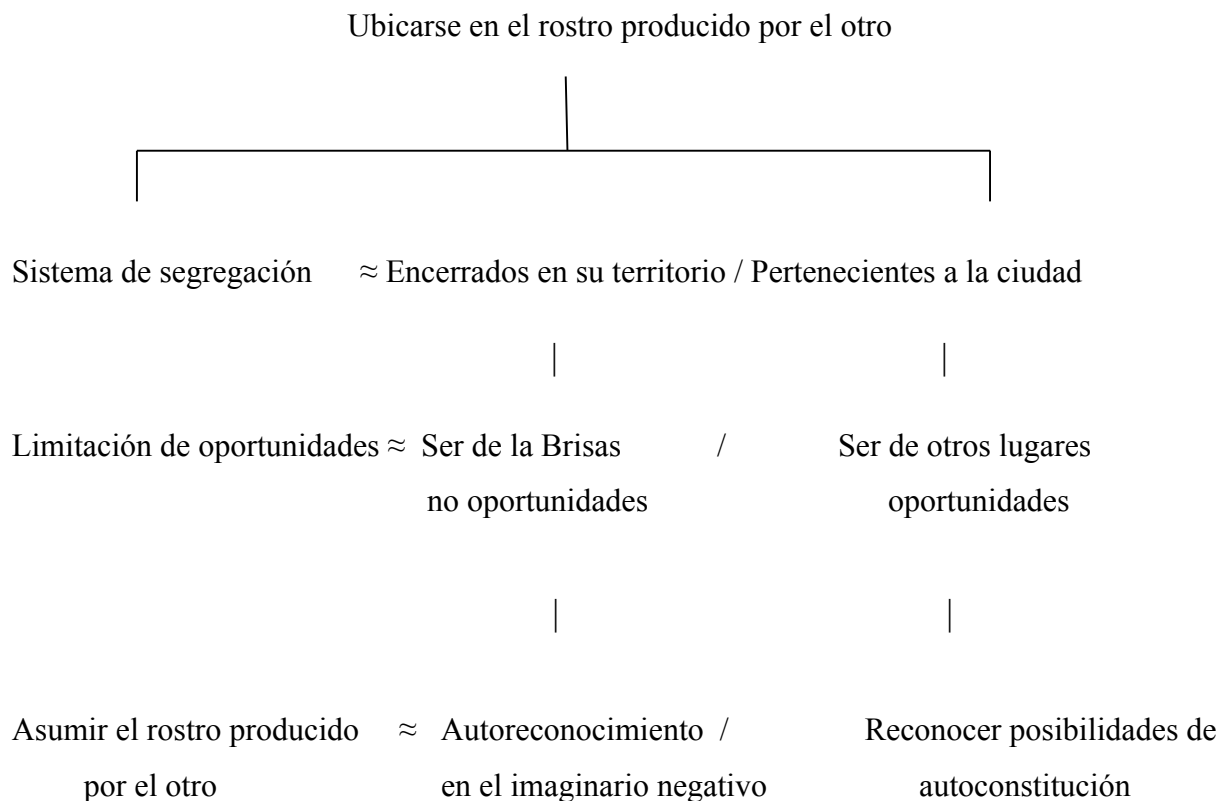 Ubicarse en el rostro producido por el otro
Sistema de segregación ≈ Encerrados en su territorio / Pertenecientes a la ciudad
| |
Limitación de oportunidades ≈ Ser de la Brisas / Ser de otros lugares
no oportunidades oportunidades
| |
Asumir el rostro producido ≈ Autoreconocimiento / Reconocer posibilidades de
por el otro en el imaginario negativo autoconstitución